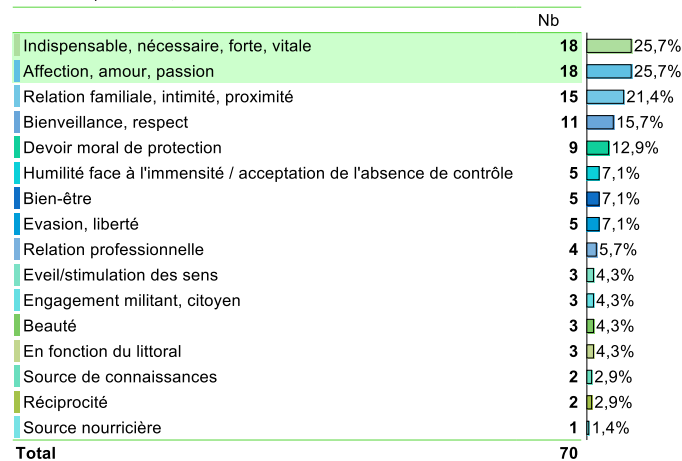 Nb
Indispensable, nécessaire, forte, vitale 18 25,7%
Affection, amour, passion 18 25,7%
Relation familiale, intimité, proximité 15 21,4%
Bienveillance, respect 11 15,7%
Devoir moral de protection 9 12,9%
Humilité face à l'immensité / acceptation de l'absence de contrôle 5 7,1%
Bien-être 5 7,1%
Evasion, liberté 5 7,1%
Relation professionnelle 4 5,7%
Eveil/stimulation des sens 3 4,3%
Engagement militant, citoyen 3 4,3%
Beauté 3 4,3%
En fonction du littoral 3 4,3%
Source de connaissances 2 2,9%
Réciprocité 2 2,9%
Source nourricière 1 1,4%
Total 70